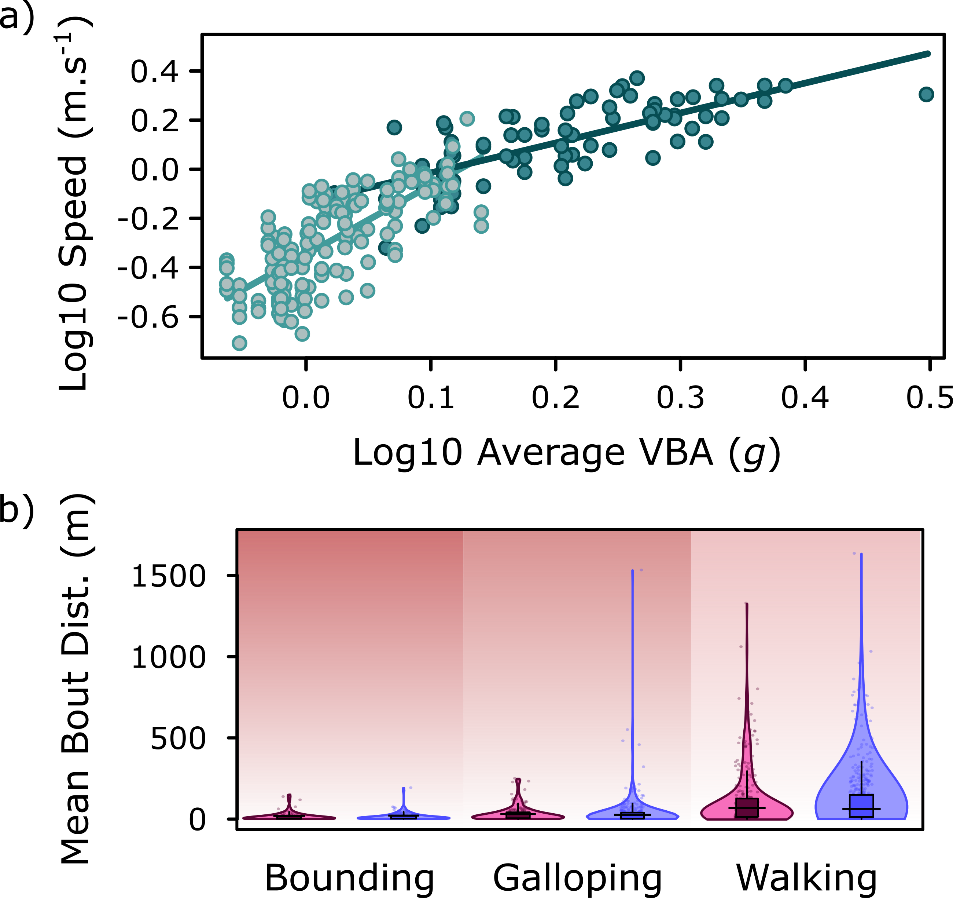 a)
Log10 Speed (m.s-1)
0.4
0.2
0.0
-0.2
-0.4
-0.6
0.0 0.1 0.2 0.3 0.4 0.5
Log10 Average VBA (g)
b)
Mean Bout Dist. (m)
1500
1000
500
0
Bounding Galloping Walking